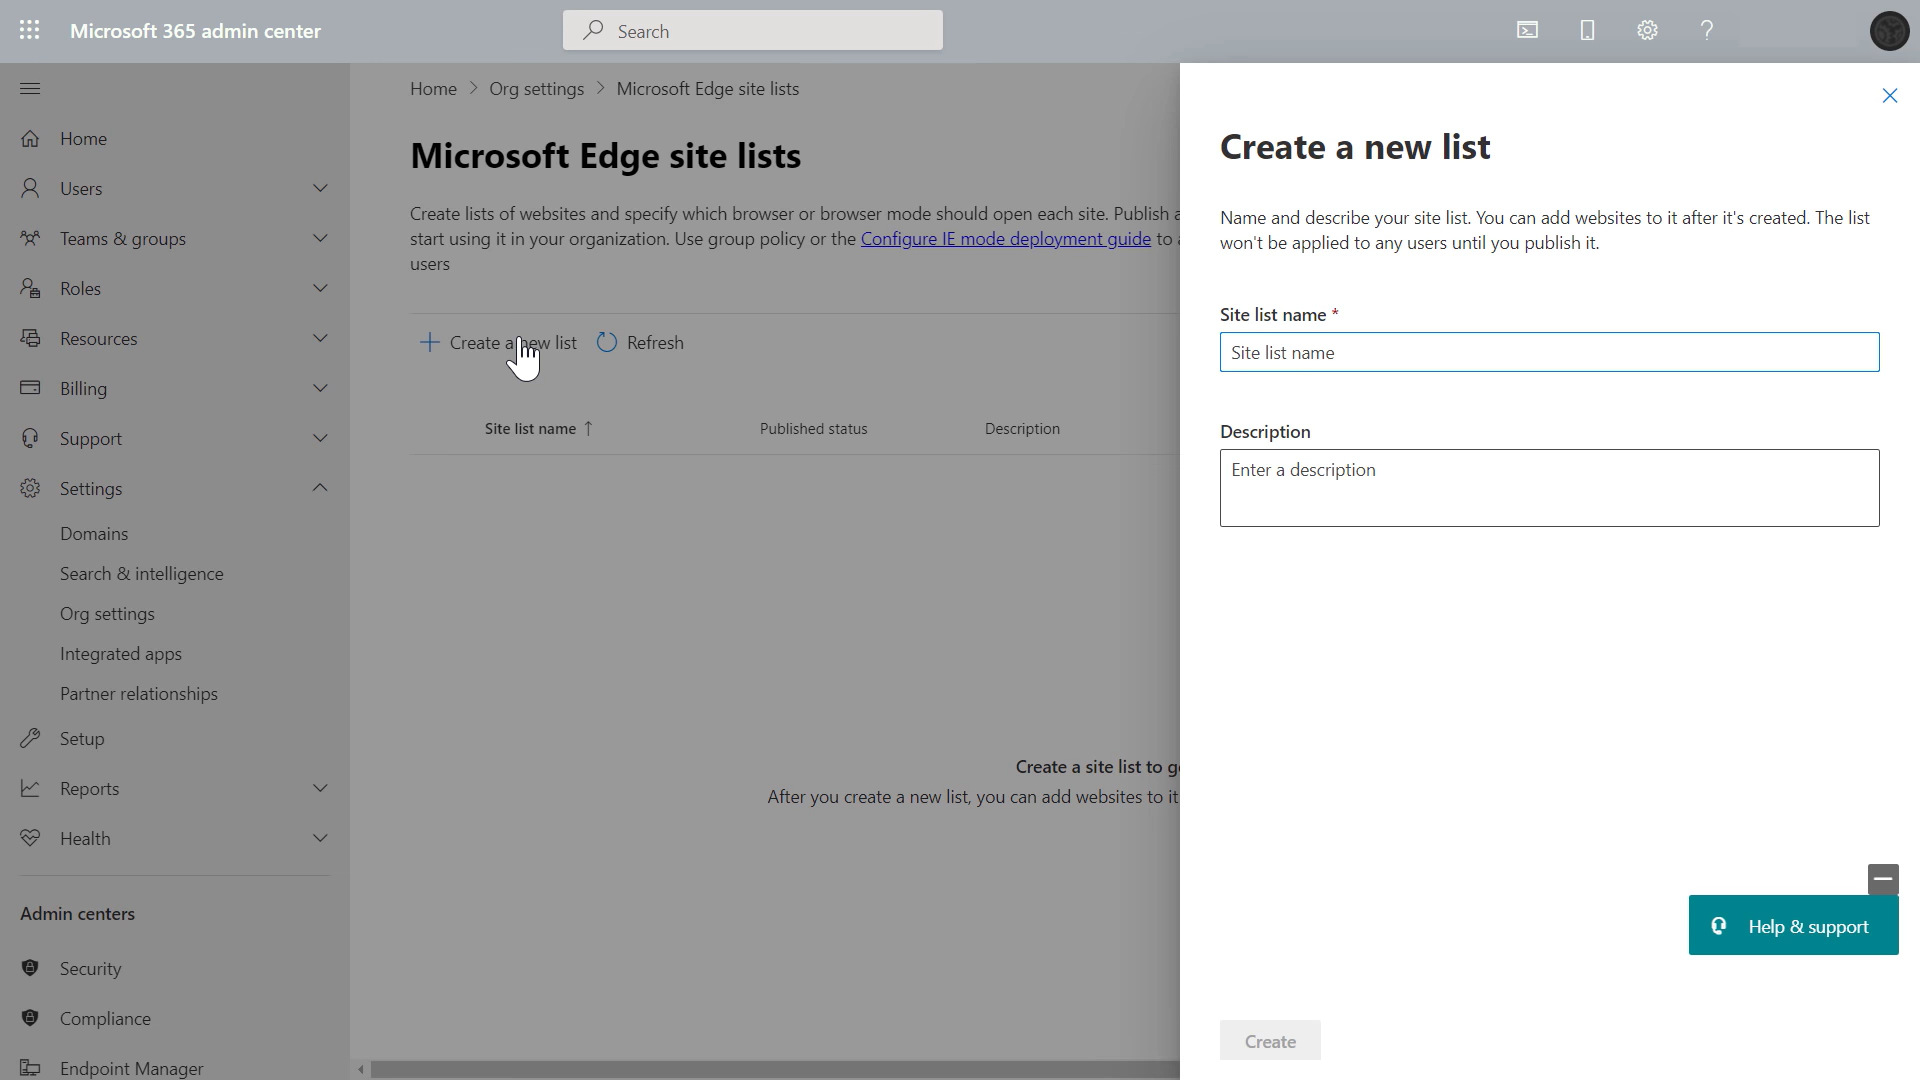 Microsoft 365 admin center
Search
Home
Users
Teams & groups
Roles
Resources
Billing
Support
Settings
Domains
Search & intelligence
Org settings
Integrated apps
Partner relationships
Setup
Reports
Health
Admin centers
Security
Compliance
Endpoint Manager
Home > Org settings > Microsoft Edge site lists
Microsoft Edge site lists
Create lists of websites and specify which browser or browser mode should open each site. Publish
start using it in your organization. Use group policy or the Configure IE mode deployment guide to
users
Create a new list Refresh
Site list name ↑ Published status Description
Create a site list to
After you create a new list, you can add websites to it
Create a new list
Name and describe your site list. You can add websites to it after it's created. The list
won't be applied to any users until you publish it.
Site list name *
Site list name
Description
Enter a description
Help & support
Create